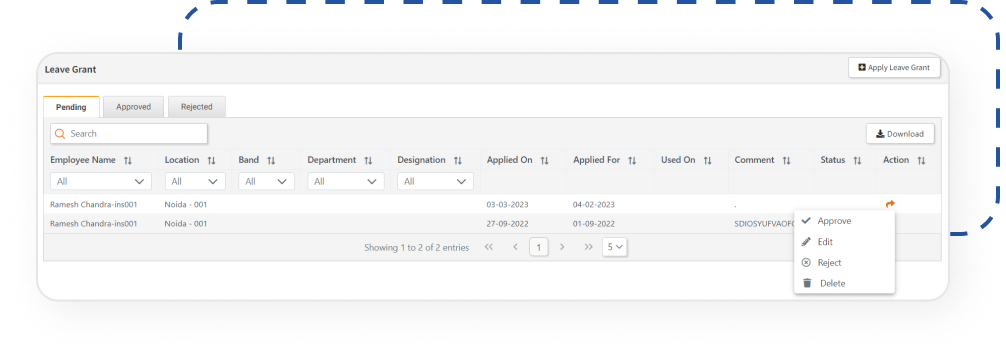 Leave Grant
Apply Leave Grant
Pending Approved Rejected
Search
Download
Employee Name Location Band Department Designation Applied On Applied For Used On Comment Status Action
All All All All All
Ramesh Chandra-ins001 Noida - 001 03-03-2023 04-02-2023 .
Ramesh Chandra-ins001 Noida - 001 27-09-2022 01-09-2022 SDIOSYUFVAOFG
Approve
Edit
Reject
Delete
Showing 1 to 2 of 2 entries << < 1 > >> 5